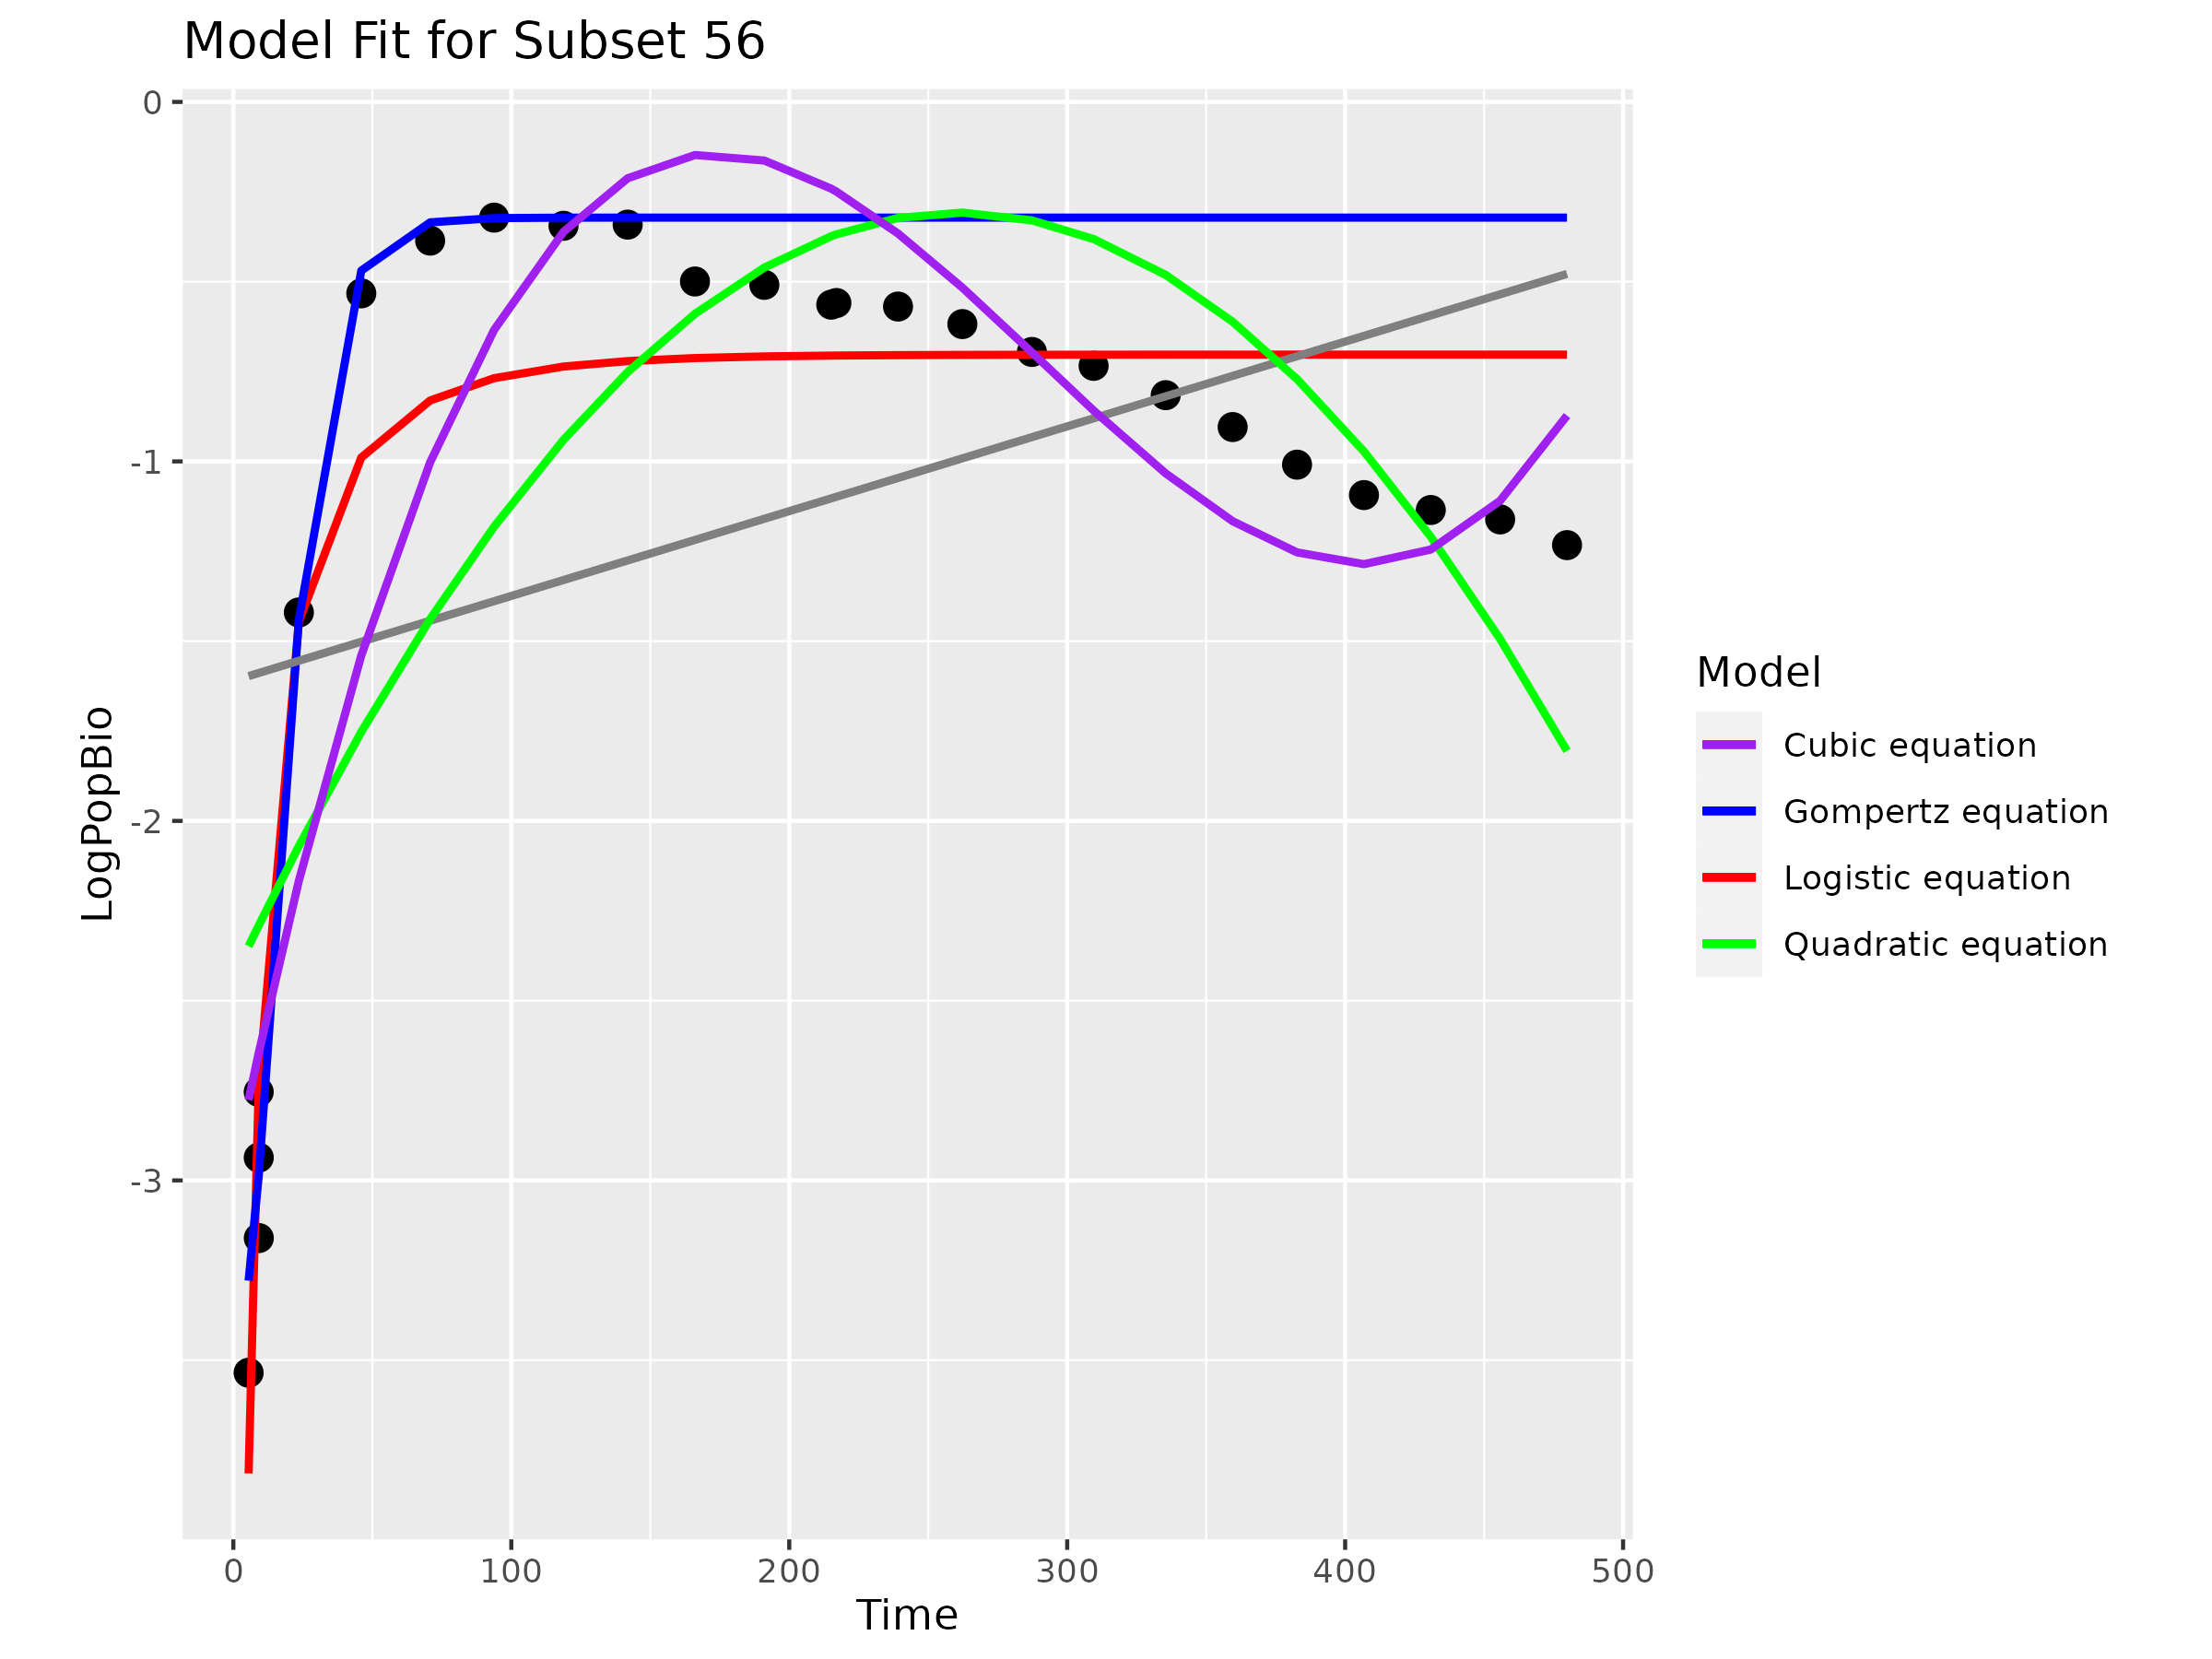 Model Fit for Subset 56
0
-1
-2
-3
LogPopBio
0 100 200 300 400 500
Time
Model
Cubic equation
Gompertz equation
Logistic equation
Quadratic equation